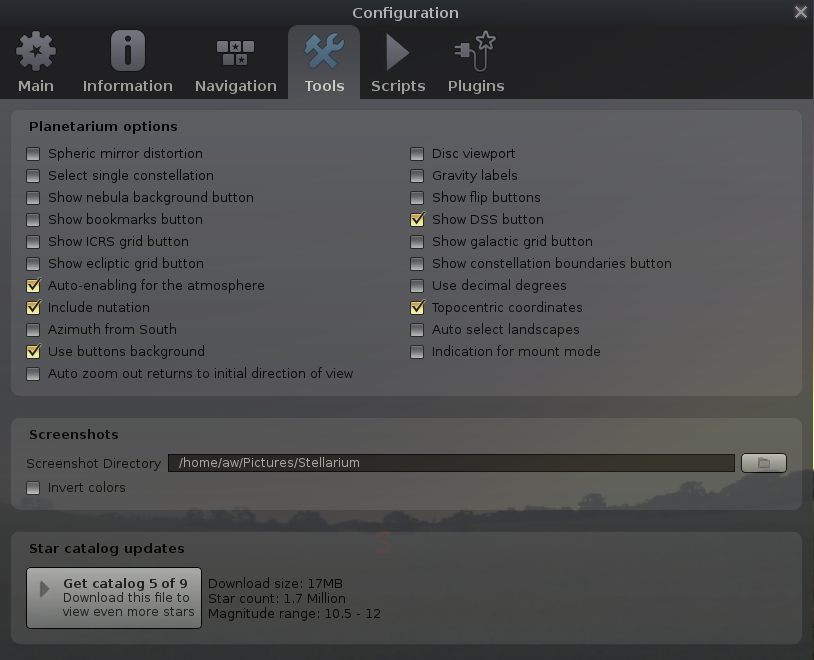 Configuration
Main
Information
Navigation
Tools
Scripts
Plugins
Planetarium options
Spheric mirror distortion
Select single constellation
Show nebula background button
Show bookmarks button
Show ICRS grid button
Show ecliptic grid button
Auto-enabling for the atmosphere
Include nutation
Azimuth from South
Use buttons background
Auto zoom out returns to initial direction of view
Disc viewport
Gravity labels
Show flip buttons
Show DSS button
Show galactic grid button
Show constellation boundaries button
Use decimal degrees
Topocentric coordinates
Auto select landscapes
Indication for mount mode
Screenshots
Screenshot Directory /home/aw/Pictures/Stellarium
Invert colors
S
Star catalog updates
Get catalog 5 of 9
Download this file to
view even more stars
Download size: 17MB
Star count: 1.7 Million
Magnitude range: 10.5 - 12